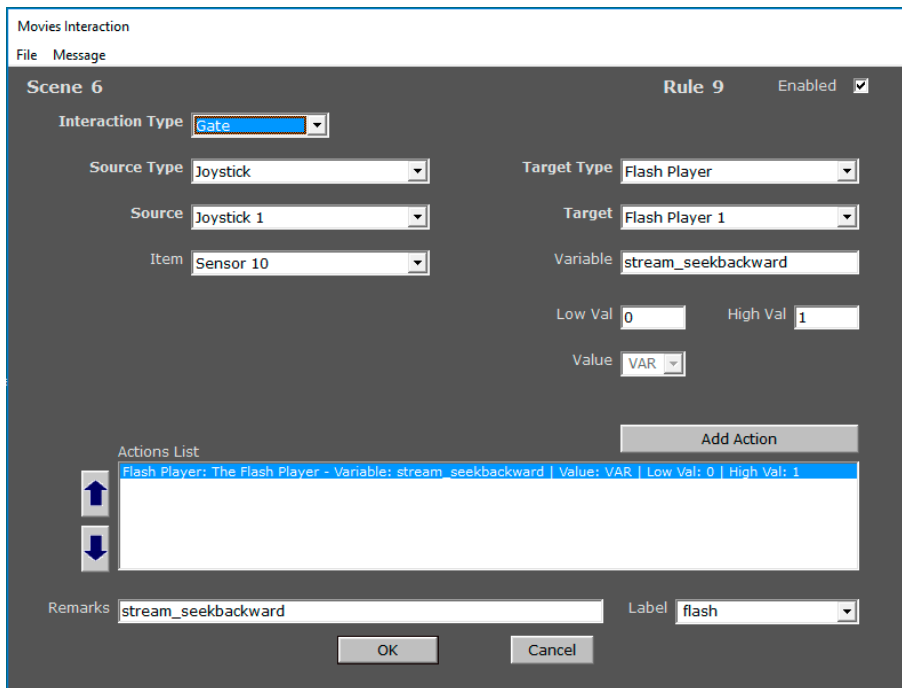 Movies Interaction
File Message
Scene 6 Rule 9 Enabled
Interaction Type Gate
Source Type Joystick Target Type Flash Player
Source Joystick 1 Target Flash Player 1
Item Sensor 10 Variable stream_seekbackward
Low Val 0 High Val 1
Value VAR
Add Action
Actions List
Flash Player: The Flash Player - Variable: stream_seekbackward | Value: VAR | Low Val: 0 | High Val: 1
Remarks stream_seekbackward Label flash
OK Cancel